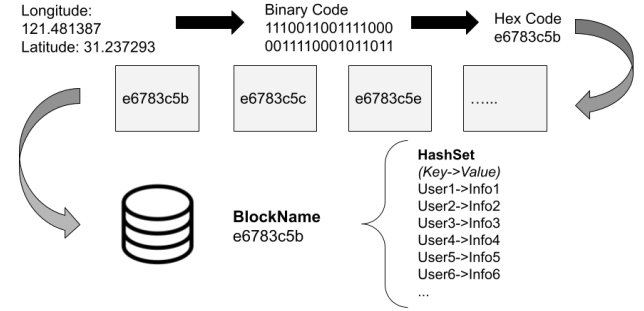 Longitude:
121.481387
Latitude: 31.237293
Binary Code
1110011001111000
0011110001011011
Hex Code
e6783c5b
e6783c5b
e6783c5c
e6783c5e
…...
BlockName
e6783c5b
HashSet
(Key->Value)
User1->Info1
User2->Info2
User3->Info3
User4->Info4
User5->Info5
User6->Info6
...